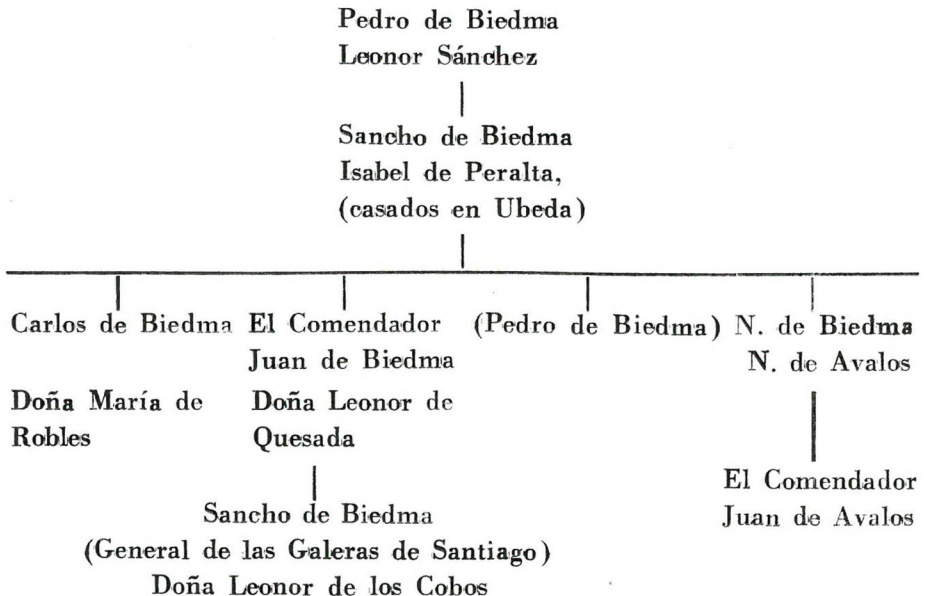 Pedro de Biedma
Leonor Sánchez
Sancho de Biedma
Isabel de Peralta,
(casados en Ubeda)
Carlos de Biedma
Doña María de
Robles
El Comendador
Juan de Biedma
Doña Leonor de
Quesada
Sancho de Biedma
(General de las Galeras de Santiago)
Doña Leonor de los Cobos
(Pedro de Biedma)
N. de Biedma
N. de Avalos
El Comendador
Juan de Avalos